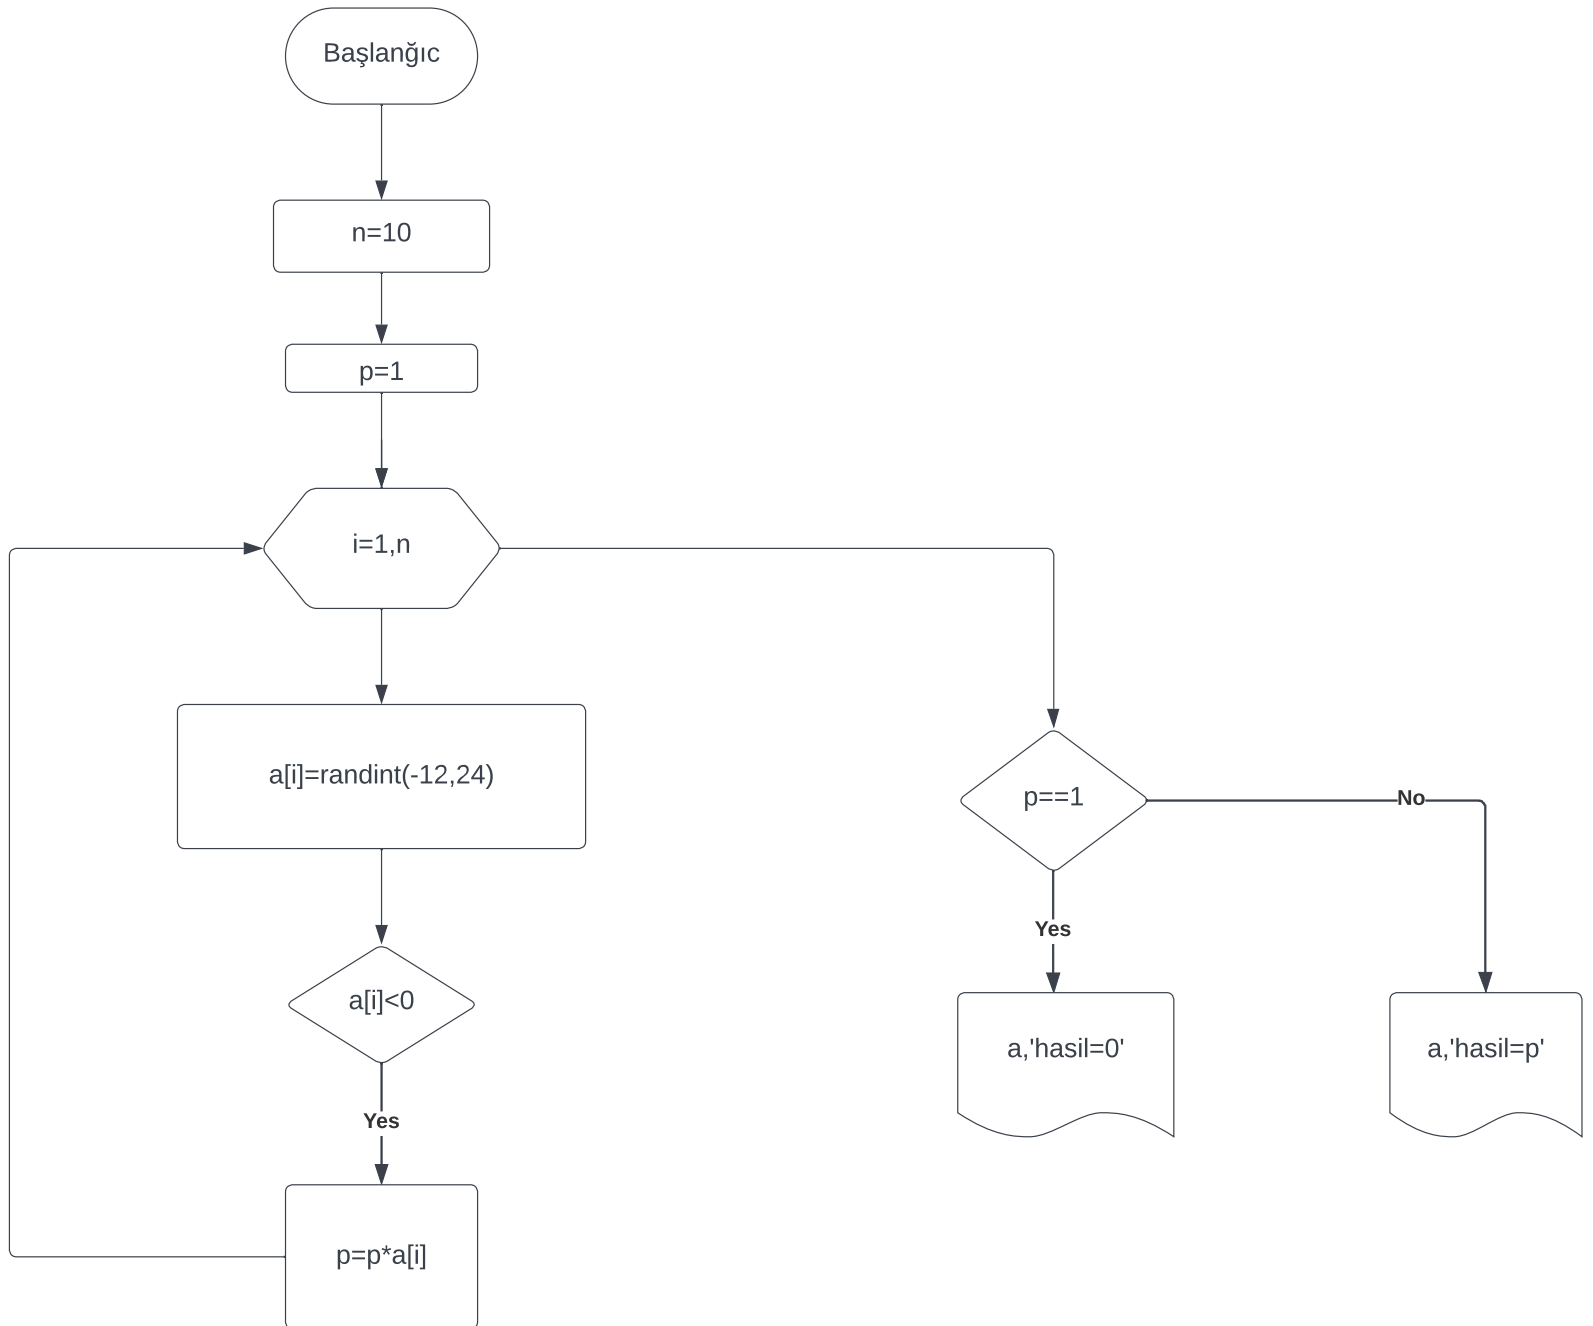 Başlanğıc
n=10
p=1
i=1,n
a[i]=randint(-12,24)
a[i]<0
Yes
p=p*a[i]
p==1
No
Yes
a,'hasil=0'
a,'hasil=p'